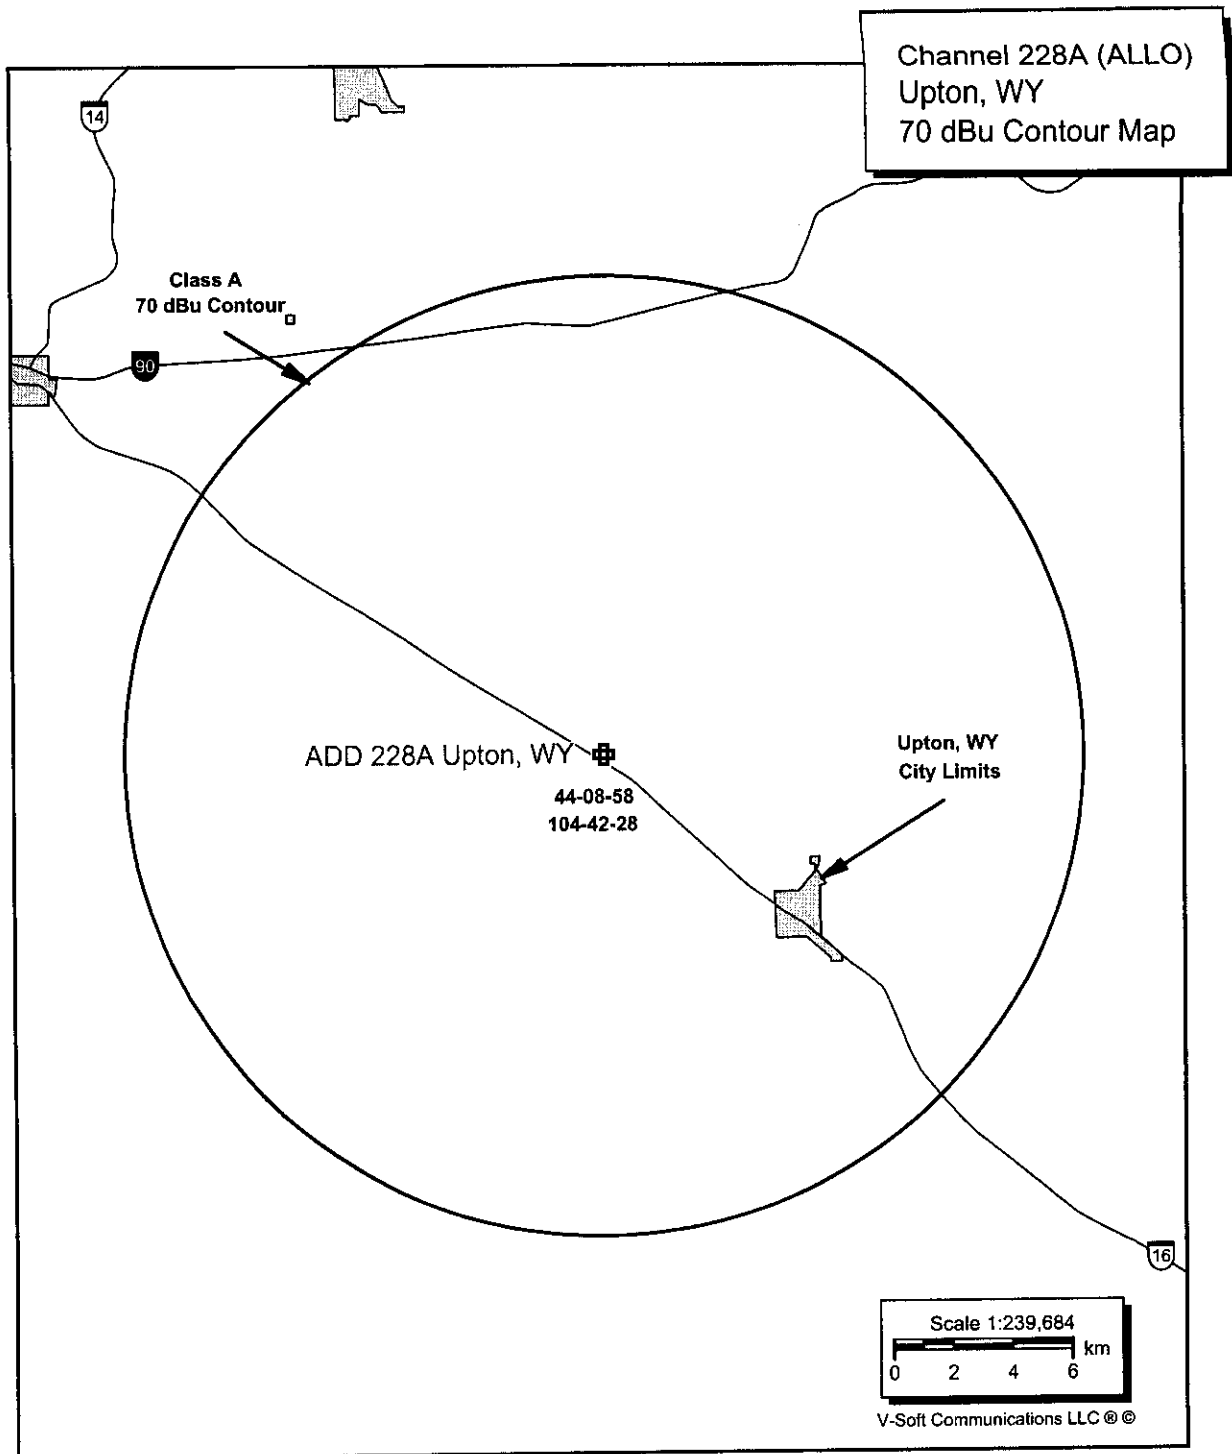 Channel 228A (ALLO)
Upton, WY
70 dBu Contour Map
14
Class A
70 dBu Contour
90
ADD 228A Upton, WY
44-08-58
104-42-28
Upton, WY
City Limits
16
Scale 1:239,684
km
0 2 4 6
V-Soft Communications LLC ® ©